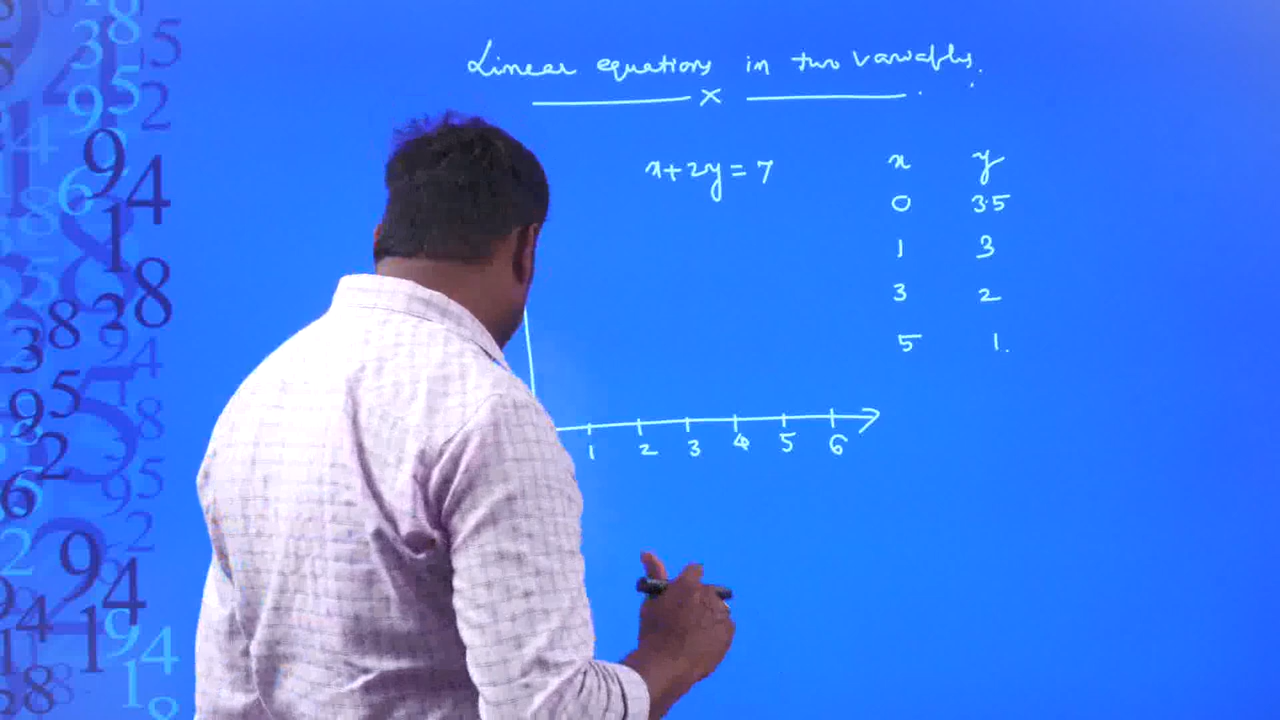 Linear equations in two variables.
x
x+2y=7
x y
0 3.5
1 3
3 2
5 1.
1 2 3 4 5 6